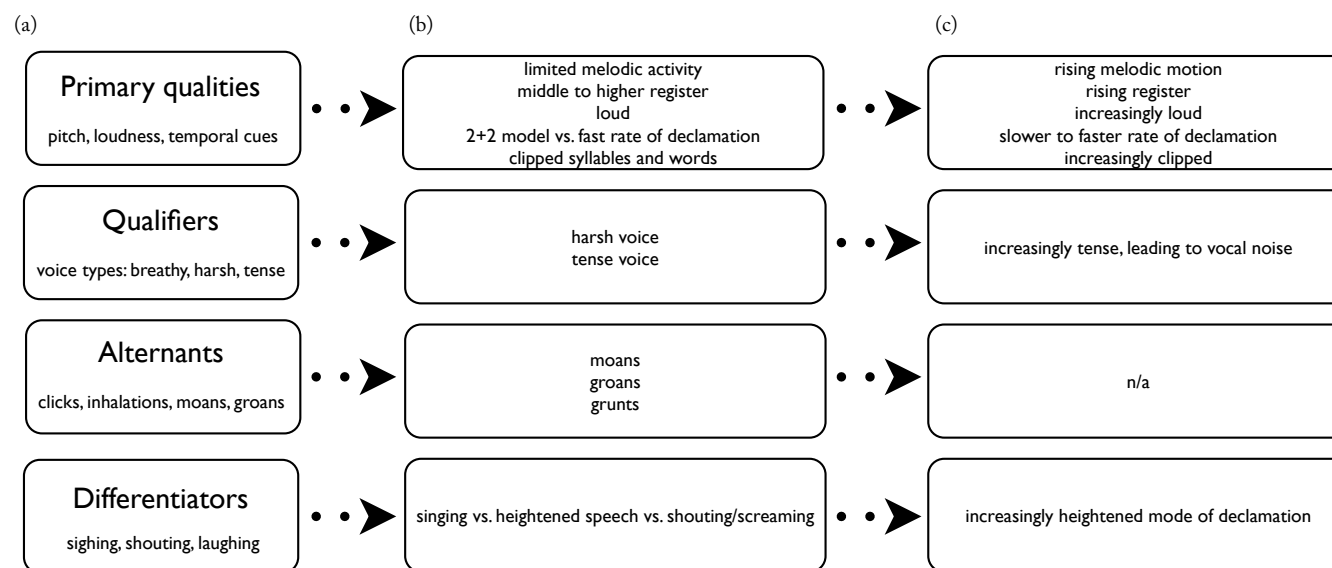 (a)
(b)
(c)
Primary qualities
pitch, loudness, temporal cues
limited melodic activity
middle to higher register
loud
2+2 model vs. fast rate of declamation
clipped syllables and words
rising melodic motion
rising register
increasingly loud
slower to faster rate of declamation
increasingly clipped
Qualifiers
voice types: breathy, harsh, tense
harsh voice
tense voice
increasingly tense, leading to vocal noise
Alternants
clicks, inhalations, moans, groans
moans
groans
grunts
n/a
Differentiators
sighing, shouting, laughing
singing vs. heightened speech vs. shouting/screaming
increasingly heightened mode of declamation